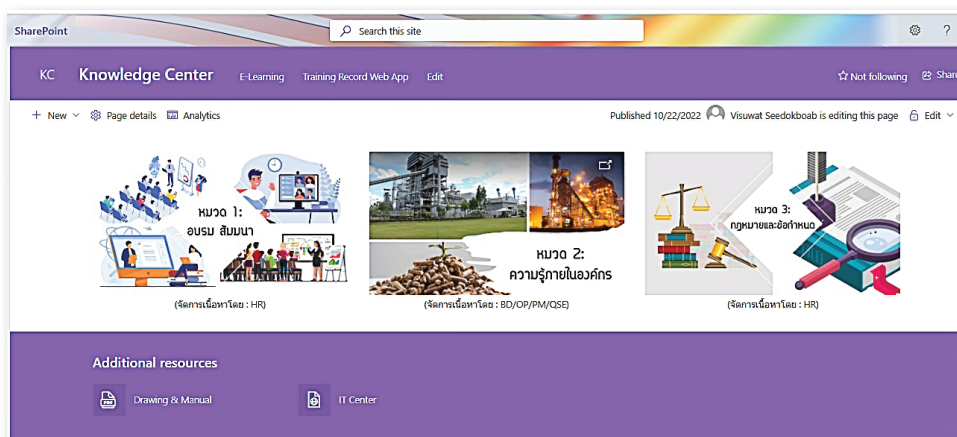 SharePoint
Search this site
?
KC Knowledge Center E-Learning Training Record Web App Edit
Not following Share
+ New Page details Analytics
Published 10/22/2022 Visuwat Seedokboab is editing this page Edit
หมวด 1:
อบรม สัมมนา
(จัดการเนื้อหาโดย : HR)
หมวด 2:
ความรู้ภายในองค์กร
(จัดการเนื้อหาโดย : BD/OP/PM/QSE)
หมวด 3:
กฎหมายและข้อกำหนด
(จัดการเนื้อหาโดย : HR)
Additional resources
PDF
Drawing & Manual
IT Center